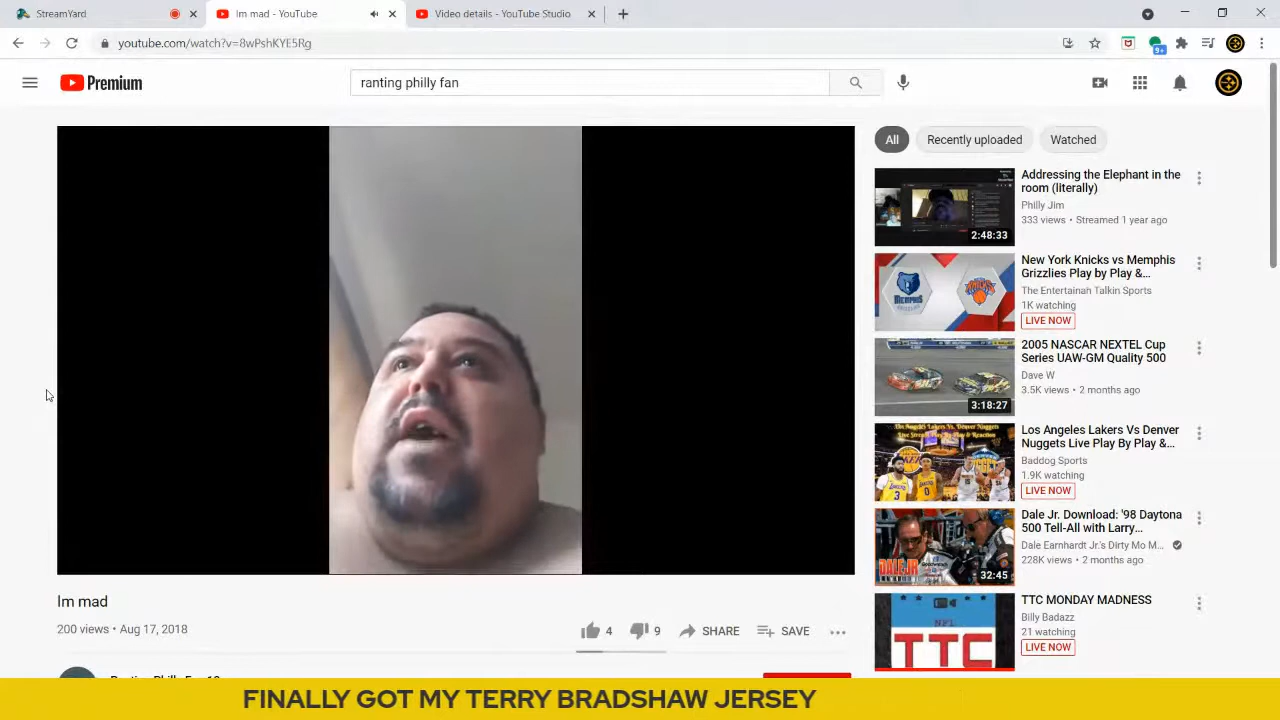 StreamYard
Im mad - YouTube
Video details - YouTube Studio
youtube.com/watch?v=8wPshKYE5Rg
9+
Premium
ranting philly fan
All
Recently uploaded
Watched
Addressing the Elephant in the
room (literally)
Philly Jim
333 views • Streamed 1 year ago
2:48:33
New York Knicks vs Memphis
Grizzlies Play by Play &...
The Entertainah Talkin Sports
1K watching
LIVE NOW
2005 NASCAR NEXTEL Cup
Series UAW-GM Quality 500
Dave W
3.5K views • 2 months ago
3:18:27
Los Angeles Lakers Vs Denver
Nuggets Live Play By Play &...
Baddog Sports
1.9K watching
LIVE NOW
Dale Jr. Download: '98 Daytona
500 Tell-All with Larry...
Dale Earnhardt Jr.'s Dirty Mo M...
228K views • 2 months ago
32:45
TTC MONDAY MADNESS
Billy Badazz
21 watching
LIVE NOW
NFL
TTC
Im mad
200 views • Aug 17, 2018
4
9
SHARE
SAVE
FINALLY GOT MY TERRY BRADSHAW JERSEY